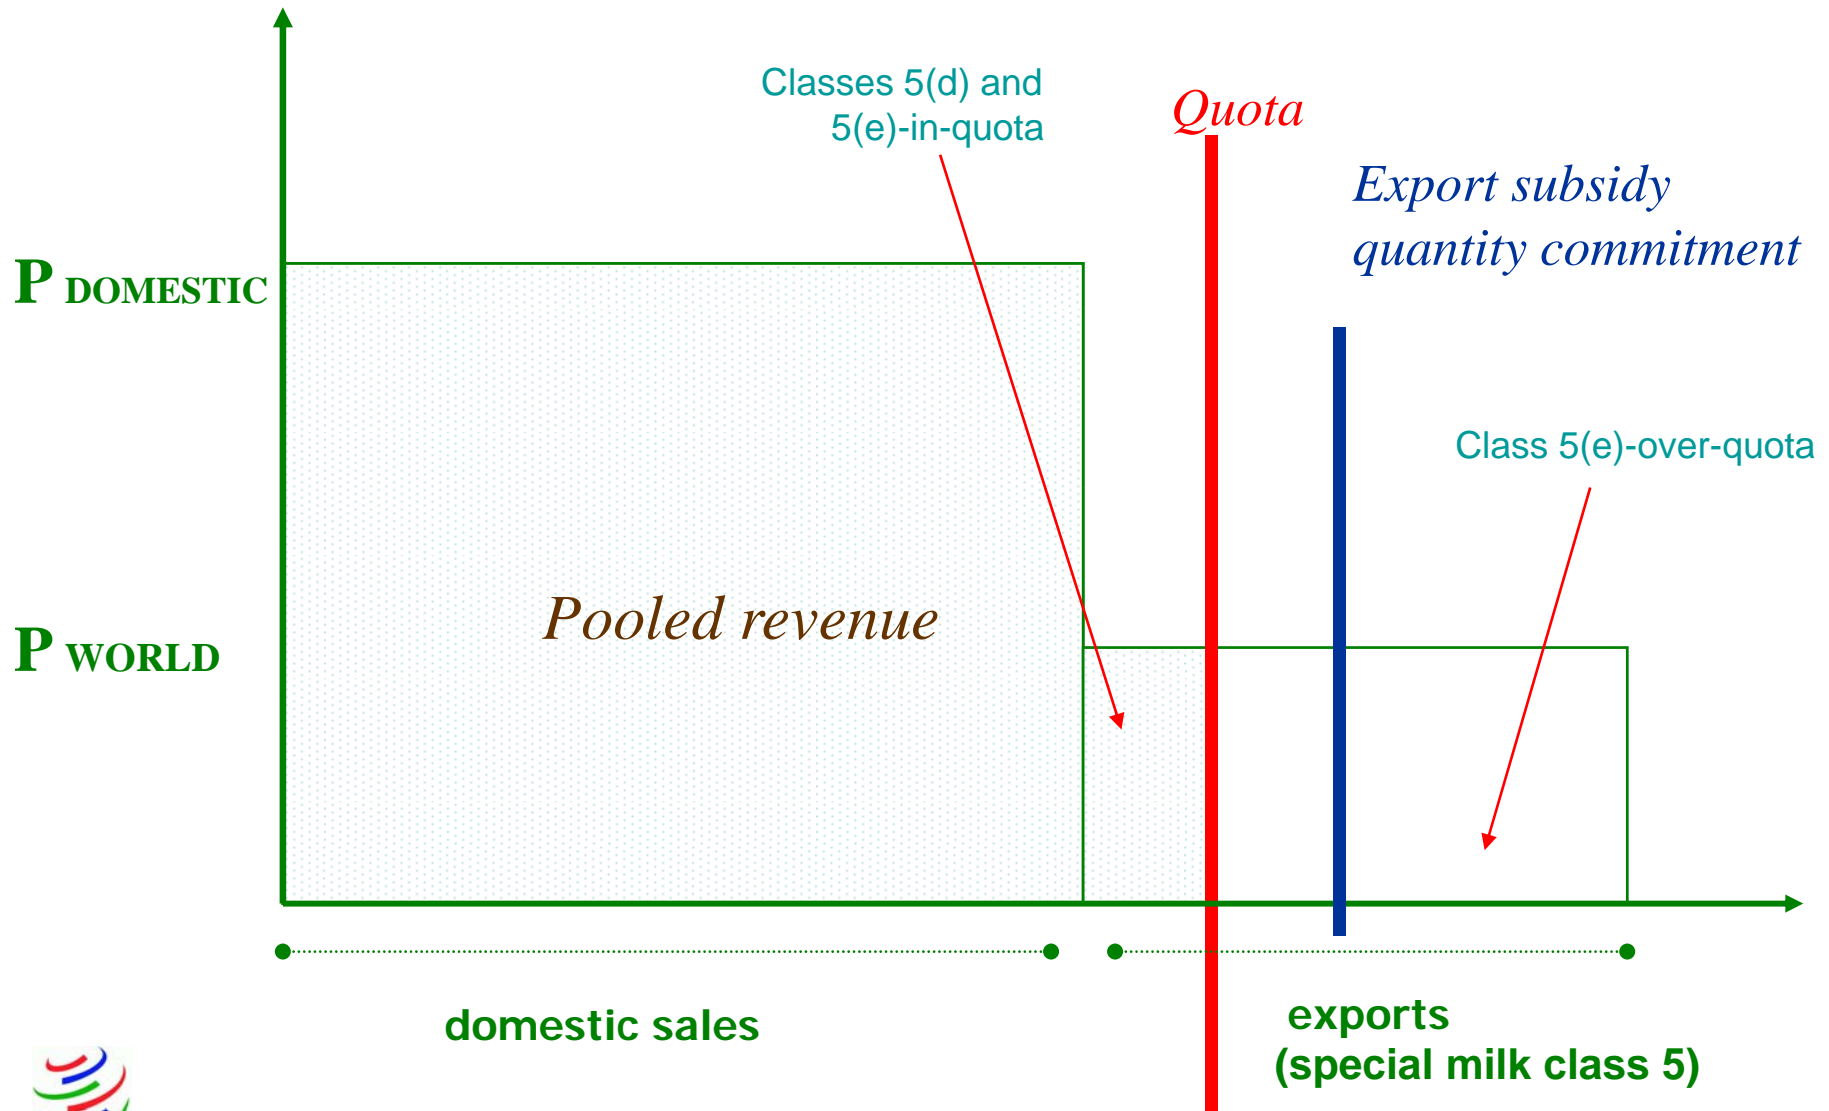 Classes 5(d) and
5(e)-in-quota
Quota
Export subsidy
quantity commitment
P DOMESTIC
Class 5(e)-over-quota
Pooled revenue
P WORLD
domestic sales
exports
(special milk class 5)